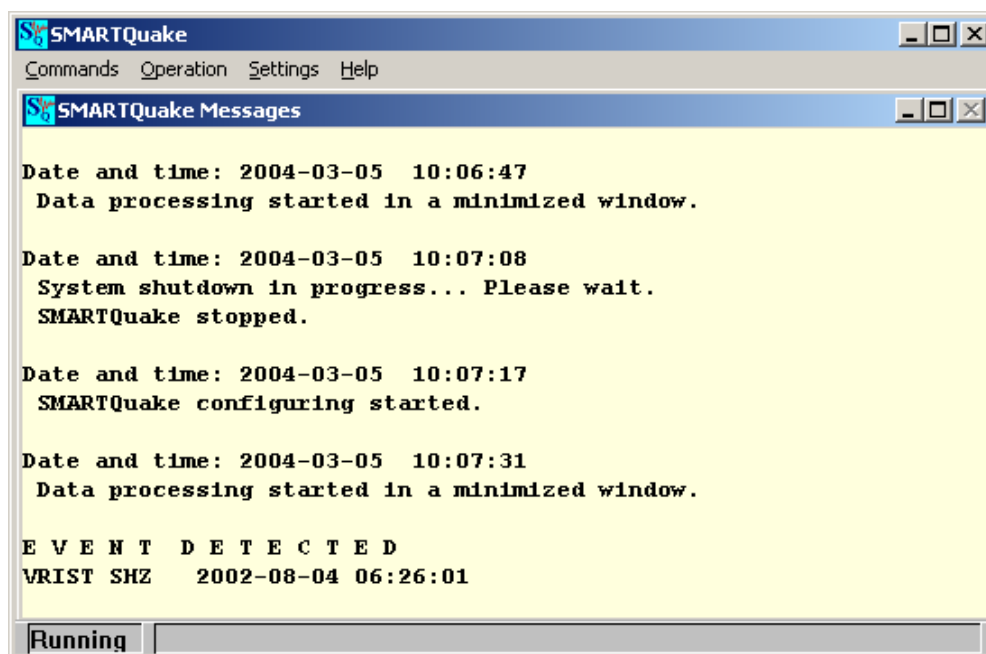 SMARTQuake
Commands Operation Settings Help
SMARTQuake Messages
Date and time: 2004-03-05 10:06:47
Data processing started in a minimized window.
Date and time: 2004-03-05 10:07:08
System shutdown in progress... Please wait.
SMARTQuake stopped.
Date and time: 2004-03-05 10:07:17
SMARTQuake configuring started.
Date and time: 2004-03-05 10:07:31
Data processing started in a minimized window.
E V E N T D E T E C T E D
VRIST SHZ 2002-08-04 06:26:01
Running